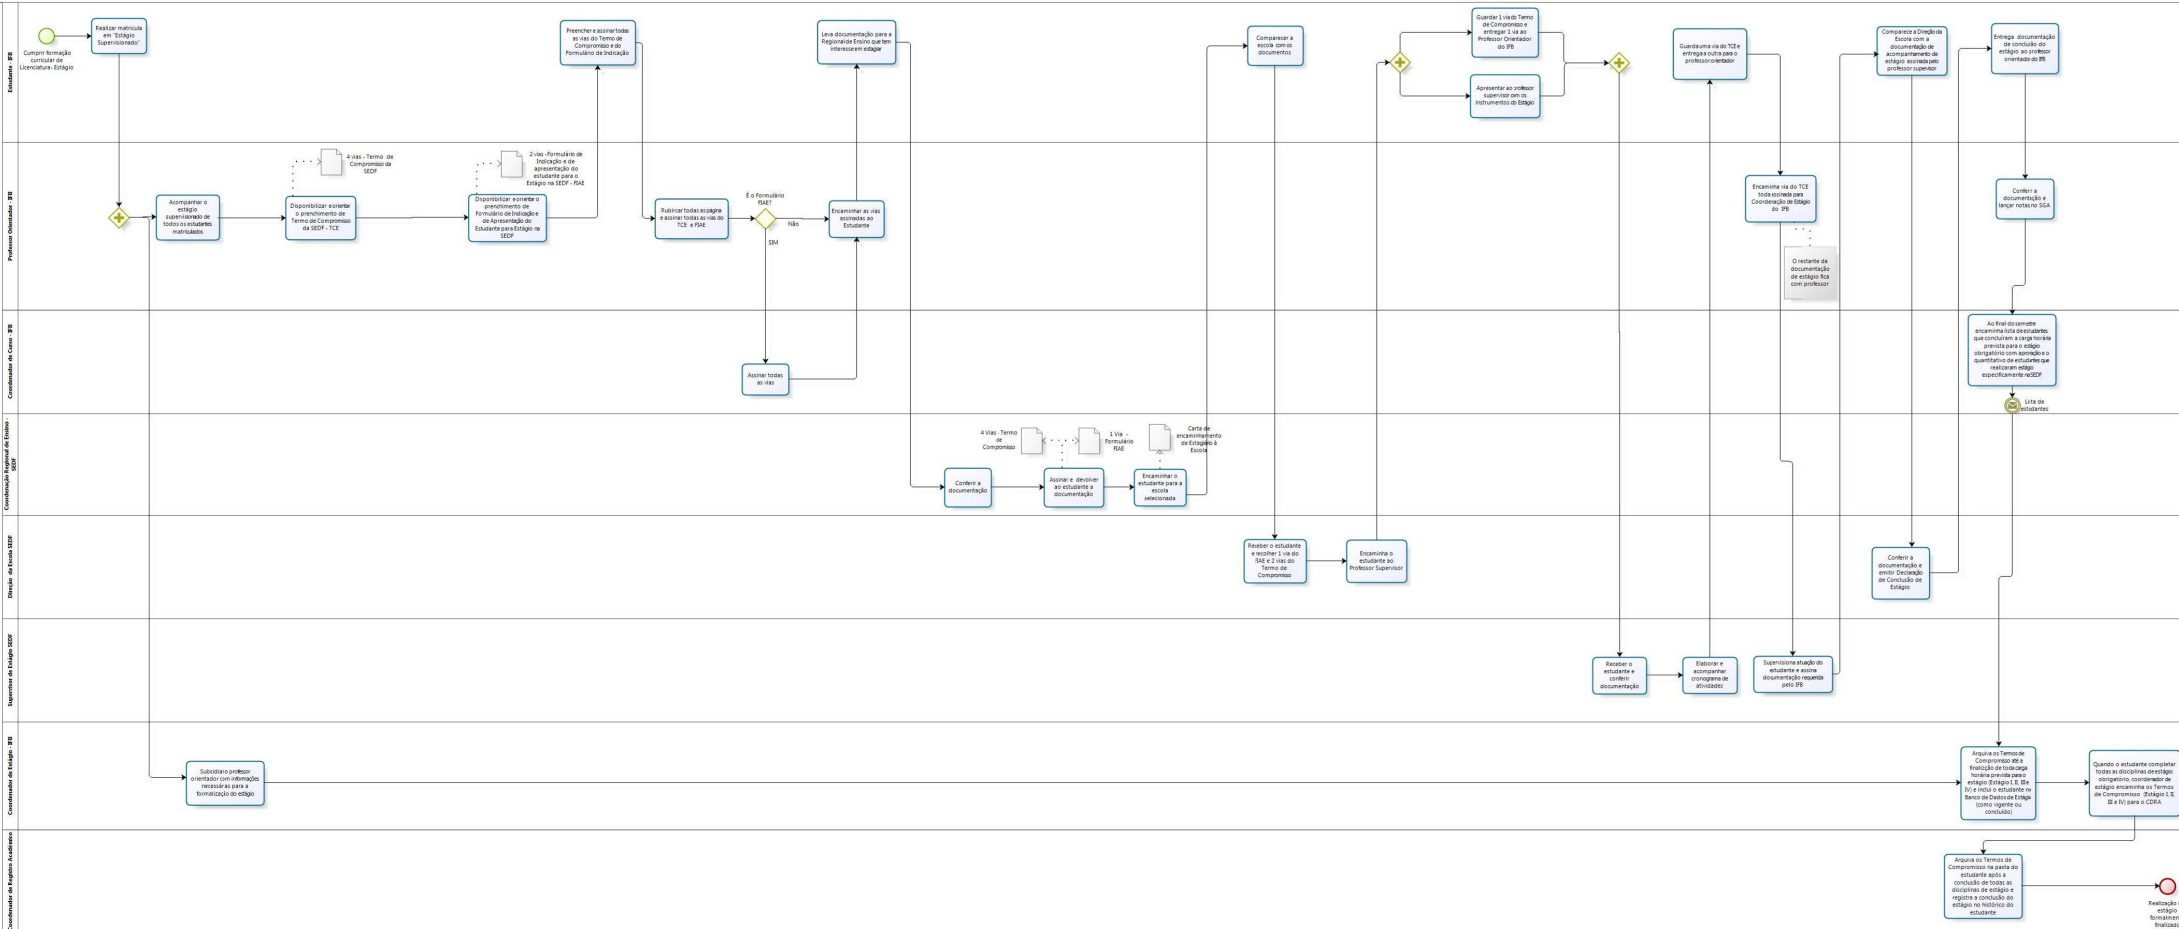 Estudante - IFB
Cumprir formação
curricular de
Licenciatura- Estágio
Realizar matrícula
em "Estágio
Supervisionado"
Preencher e assinar todas
as vias do Termo de
Compromisso e do
Formulário de Indicação
Leva documentação para a
Regional de Ensino que tem
interesse em estagiar
Comparecer a
escola com os
documentos
Guardar 1 via do Termo
de Compromisso e
entregar 1 via ao
Professor Orientador
do IFB
Apresentar ao professor
supervisor com os
instrumentos do Estágio
Guarda uma via do TCE e
entrega a outra para o
professor orientador
Comparece a Direção da
Escola com a
documentação de
acompanhamento de
estágio assinada pelo
professor supervisor
Entrega documentação
de conclusão do
estágio ao professor
orientado do IFB
Professor Orientador - IFB
Acompanhar o
estágio
supervisionado de
todos os estudantes
matriculados
4 vias - Termo de
Compromisso da
SEDF
Disponibilizar e orientar
o prenchimento de
Termo de Compromisso
da SEDF - TCE
2 vias -Formulário de
Indicação e de
apresentação do
estudante para o
Estágio na SEDF - FIAE
Disponibilizar e orientar o
prenchimento de
Formulário de Indicação e
de Apresentação do
Estudante para Estágio na
SEDF
Rubircar todas as página
e assinar todas as vias do
TCE e FIAE
É o Formulário
FIAE?
Não
SIM
Encaminhar as vias
assinadas ao
Estudante
Encaminha via do TCE
toda assinada para
Coordenação de Estágio
do IFB
O restante da
documentação
de estágio fica
com professor
Conferr a
documentação e
lançar notas no SGA
Coordenador de Curso - IFB
Assinar todas
as vias
Ao final do semestre
encaminha lista de estudantes
que concluíram a carga horária
prevista para o estágio
obrigatório com aprovação e o
quantitativo de estudantes que
realizaram estágio
especificamente na SEDF
Lista de
estudantes
Coordenação Regional de Ensino -
SEDF
Conferir a
documentação
4 Vias - Termo
de
Compromisso
1 Via -
Formulário
FIAE
Assinar e devolver
ao estudante a
documentação
Carta de
encaminhamento
de Estagiário à
Escola
Encaminhar o
estudante para a
escola
selecionada
Direção da Escola SEDF
Receber o estudante
e recolher 1 via do
FIAE e 2 vias do
Termo de
Compromisso
Encaminha o
estudante ao
Professor Supervisor
Conferir a
documentação e
emitir Declaração
de Conclusão de
Estágio
Supervisor do Estágio SEDF
Receber o
estudante e
conferir
documentação
Elaborar e
acompanhar
cronograma de
atividades
Supervisiona atuação do
estudante e assina
documentação requerida
pelo IFB
Coordenador de Estágio - IFB
Subsidiar o professor
orientador com informações
necessárias para a
formalização do estágio
Arquiva os Termos de
Compromisso até a
finalização de toda carga
horária prevista para o
estágio (Estágio I, II, III e
IV) e inclui o estudante no
Banco de Dados de Estágio
(como vigente ou
concluído)
Quando o estudante completar
todas as disciplinas de estágio
obrigatório, coordenador de
estágio encaminha os Termos
de Compromisso (Estágio I, II,
III e IV) para o CDRA
Coordenador de Registro Acadêmico
Arquiva os Termos de
Compromisso na pasta do
estudante após a
conclusão de todas as
disciplinas de estágio e
registra a conclusão do
estágio no histórico do
estudante
Realização
estágio
formalmen
finalizado